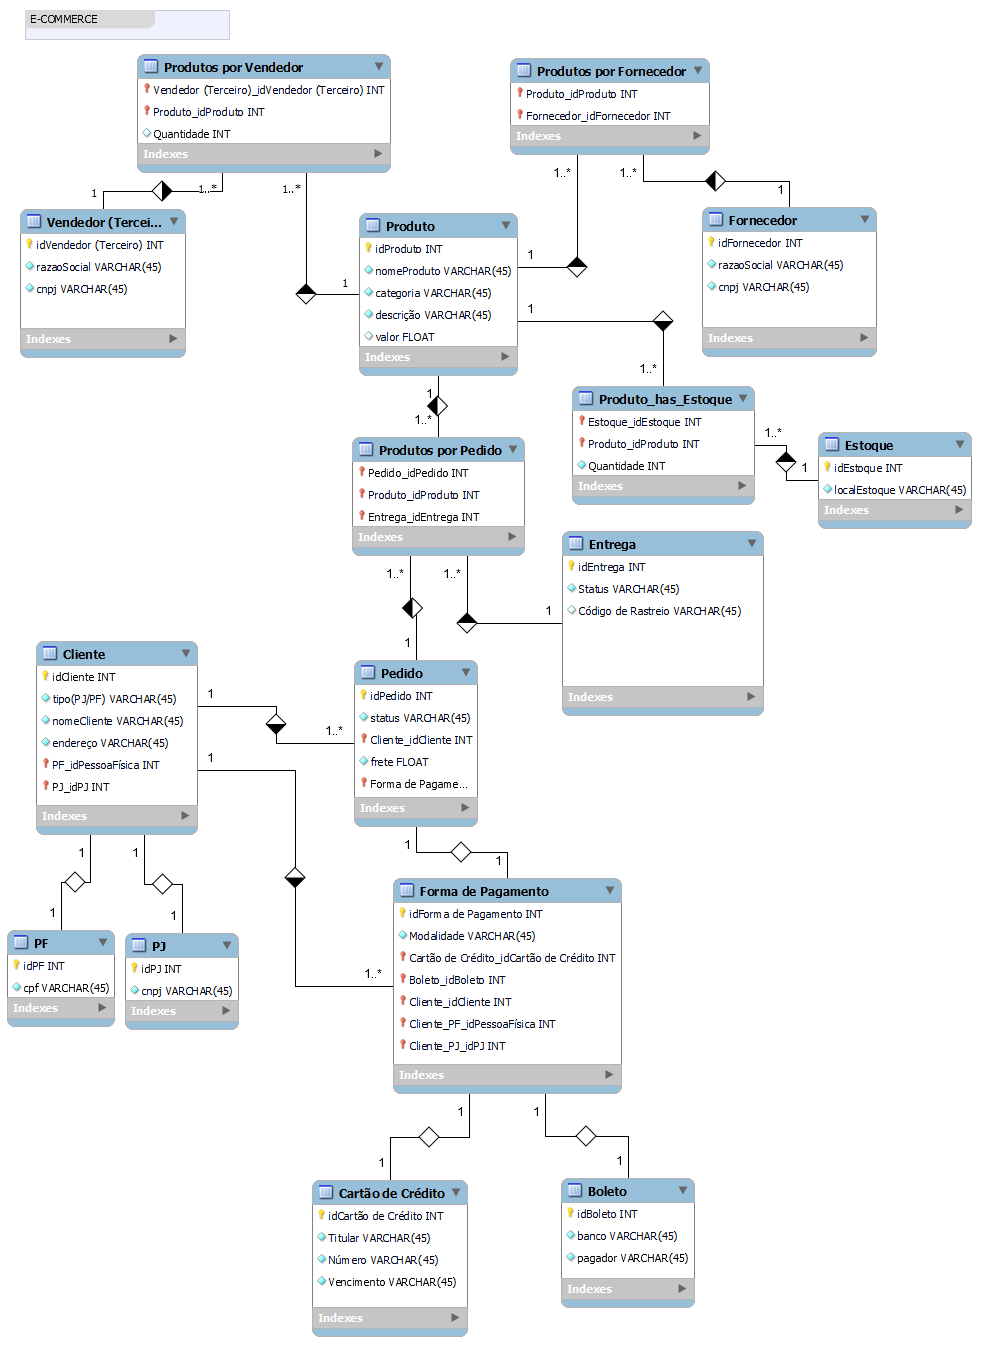 E-COMMERCE
Produtos por Vendedor
Vendedor (Terceiro)_idVendedor (Terceiro) INT
Produto_idProduto INT
Quantidade INT
Indexes
Produtos por Fornecedor
Produto_idProduto INT
Fornecedor_idFornecedor INT
Indexes
1
1..*
1..*
1..*
1..*
1
Vendedor (Tercei...
idVendedor (Terceiro) INT
razaoSocial VARCHAR(45)
cnpj VARCHAR(45)
Indexes
Produto
idProduto INT
nomeProduto VARCHAR(45)
categoria VARCHAR(45)
descrição VARCHAR(45)
valor FLOAT
Indexes
Fornecedor
idFornecedor INT
razaoSocial VARCHAR(45)
cnpj VARCHAR(45)
Indexes
1
1
1
1..*
1
1..*
Produto_has_Estoque
Estoque_idEstoque INT
Produto_idProduto INT
Quantidade INT
Indexes
1..*
1
Estoque
idEstoque INT
localEstoque VARCHAR(45)
Indexes
Produtos por Pedido
Pedido_idPedido INT
Produto_idProduto INT
Entrega_idEntrega INT
Indexes
1..*
1..*
1
1
Entrega
idEntrega INT
Status VARCHAR(45)
Código de Rastreio VARCHAR(45)
Indexes
Cliente
idCliente INT
tipo(PJ/PF) VARCHAR(45)
nomeCliente VARCHAR(45)
endereço VARCHAR(45)
PF_idPessoaFísica INT
PJ_idPJ INT
Indexes
1
1..*
1
Pedido
idPedido INT
status VARCHAR(45)
Cliente_idCliente INT
frete FLOAT
Forma de Pagame...
Indexes
1
1
1
1
1
1
PF
idPF INT
cpf VARCHAR(45)
Indexes
PJ
idPJ INT
cnpj VARCHAR(45)
Indexes
1..*
Forma de Pagamento
idForma de Pagamento INT
Modalidade VARCHAR(45)
Cartão de Crédito_idCartão de Crédito INT
Boleto_idBoleto INT
Cliente_idCliente INT
Cliente_PF_idPessoaFísica INT
Cliente_PJ_idPJ INT
Indexes
1
1
1
1
Cartão de Crédito
idCartão de Crédito INT
Titular VARCHAR(45)
Número VARCHAR(45)
Vencimento VARCHAR(45)
Indexes
Boleto
idBoleto INT
banco VARCHAR(45)
pagador VARCHAR(45)
Indexes